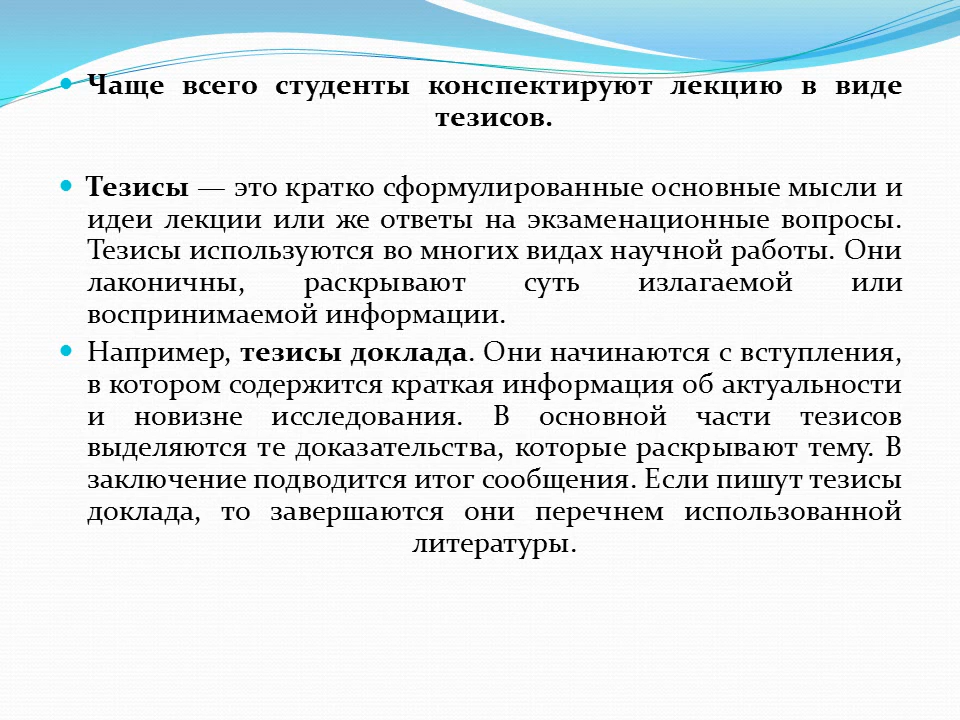 Чаще всего студенты конспектируют лекцию в виде
тезисов.
Тезисы — это кратко сформулированные основные мысли и
идеи лекции или же ответы на экзаменационные вопросы.
Тезисы используются во многих видах научной работы. Они
лаконичны, раскрывают суть излагаемой или
воспринимаемой информации.
Например, тезисы доклада. Они начинаются с вступления,
в котором содержится краткая информация об актуальности
и новизне исследования. В основной части тезисов
выделяются те доказательства, которые раскрывают тему. В
заключение подводится итог сообщения. Если пишут тезисы
доклада, то завершаются они перечнем использованной
литературы.